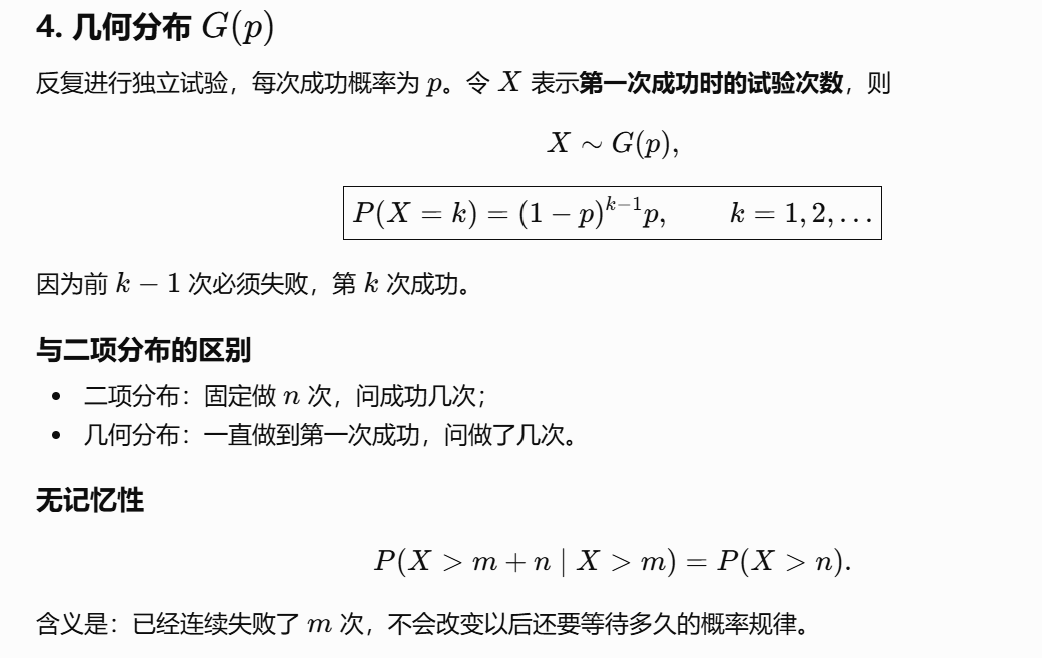 4. 几何分布 G(p)
反复进行独立试验，每次成功概率为 p。令 X 表示第一次成功时的试验次数，则
X ∼ G(p),
P(X = k) = (1 − p)^{k−1}p,  k = 1, 2, …
因为前 k − 1 次必须失败，第 k 次成功。
与二项分布的区别
• 二项分布：固定做 n 次，问成功几次；
• 几何分布：一直做到第一次成功，问做了几次。
无记忆性
P(X > m + n ∣ X > m) = P(X > n).
含义是：已经连续失败了 m 次，不会改变以后还要等待多久的概率规律。